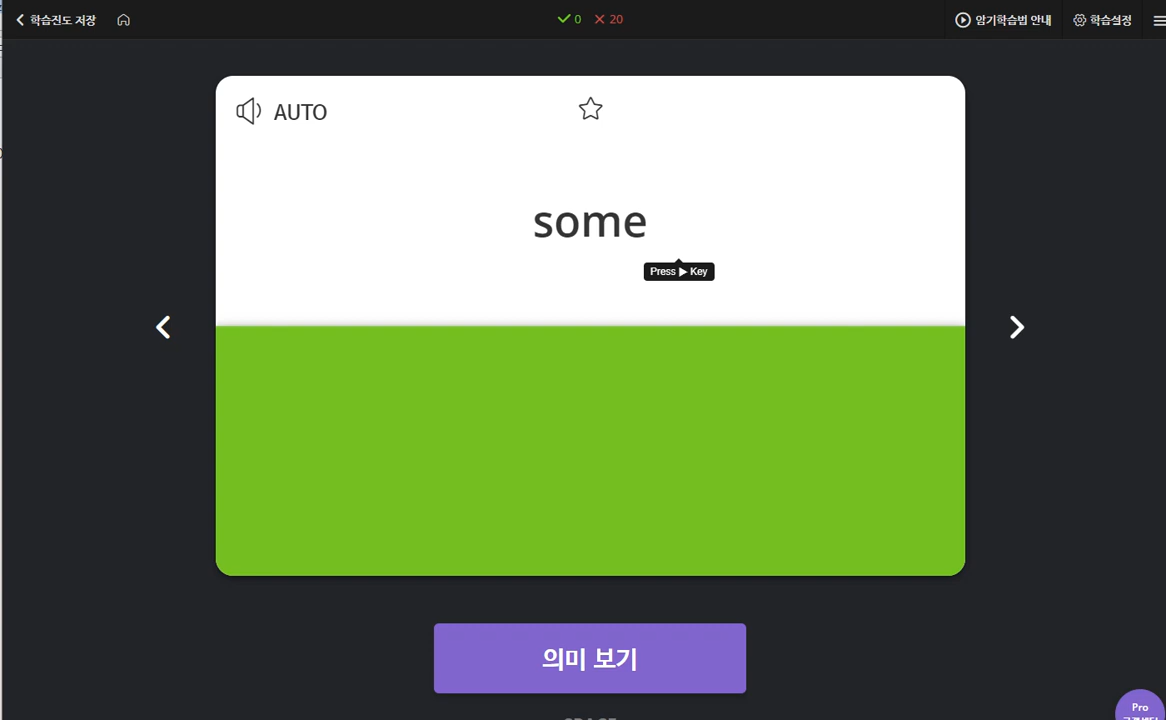 학습진도 저장
0
20
암기학습법 안내
학습설정
AUTO
some
Press ▶ Key
의미 보기
SPACE
Pro